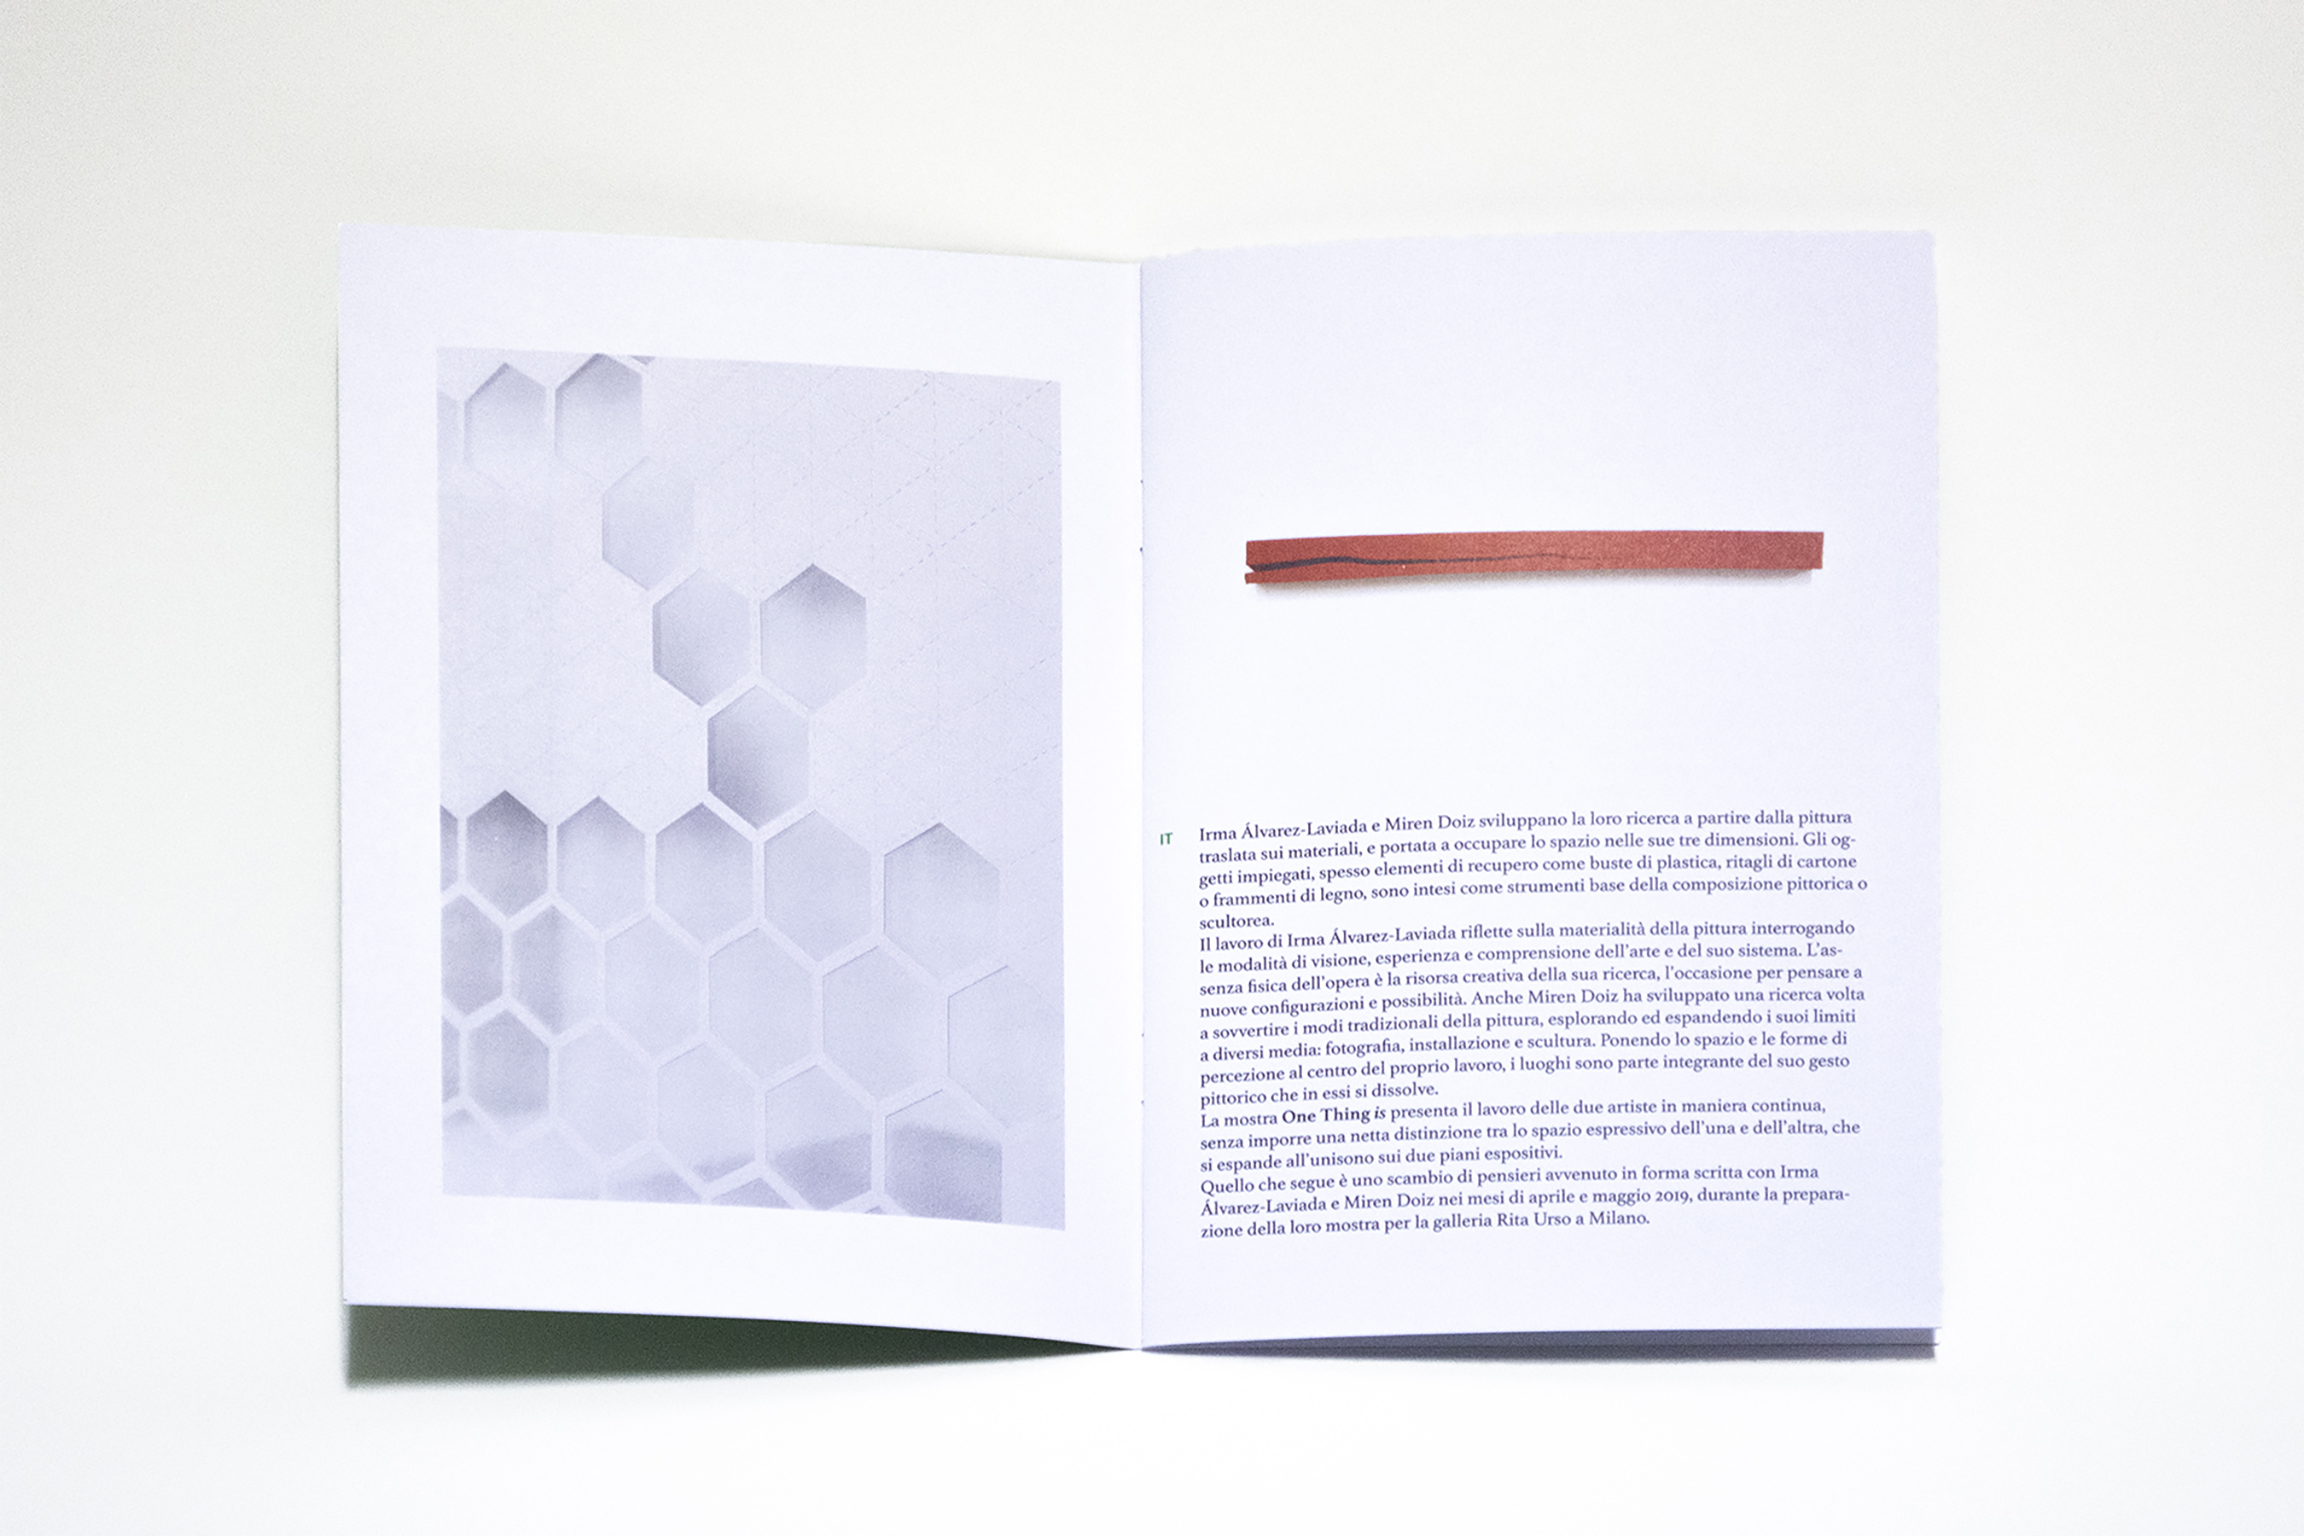 IT
Irma Álvarez-Laviada e Miren Doiz sviluppano la loro ricerca a partire dalla pittura
traslata sui materiali, e portata a occupare lo spazio nelle sue tre dimensioni. Gli og-
getti impiegati, spesso elementi di recupero come buste di plastica, ritagli di cartone
o frammenti di legno, sono intesi come strumenti base della composizione pittorica o
scultorea.
Il lavoro di Irma Álvarez-Laviada riflette sulla materialità della pittura interrogando
le modalità di visione, esperienza e comprensione dell'arte e del suo sistema. L'as-
senza fisica dell'opera è la risorsa creativa della sua ricerca, l'occasione per pensare a
nuove configurazioni e possibilità. Anche Miren Doiz ha sviluppato una ricerca volta
a sovvertire i modi tradizionali della pittura, esplorando ed espandendo i suoi limiti
a diversi media: fotografia, installazione e scultura. Ponendo lo spazio e le forme di
percezione al centro del proprio lavoro, i luoghi sono parte integrante del suo gesto
pittorico che in essi si dissolve.
La mostra One Thing is presenta il lavoro delle due artiste in maniera continua,
senza imporre una netta distinzione tra lo spazio espressivo dell'una e dell'altra, che
si espande all'unisono sui due piani espositivi.
Quello che segue è uno scambio di pensieri avvenuto in forma scritta con Irma
Álvarez-Laviada e Miren Doiz nei mesi di aprile e maggio 2019, durante la prepara-
zione della loro mostra per la galleria Rita Urso a Milano.